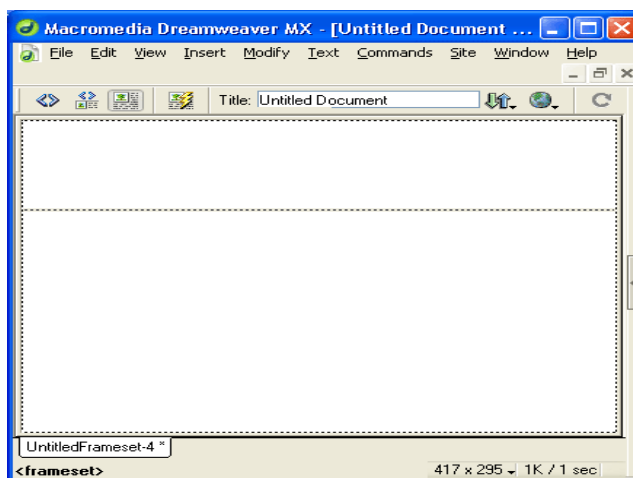 Macromedia Dreamweaver MX - [Untitled Document ...
File Edit View Insert Modify Text Commands Site Window Help
Title: Untitled Document
UntitledFrameset-4 *
<frameset> 417 x 295 1K / 1 sec